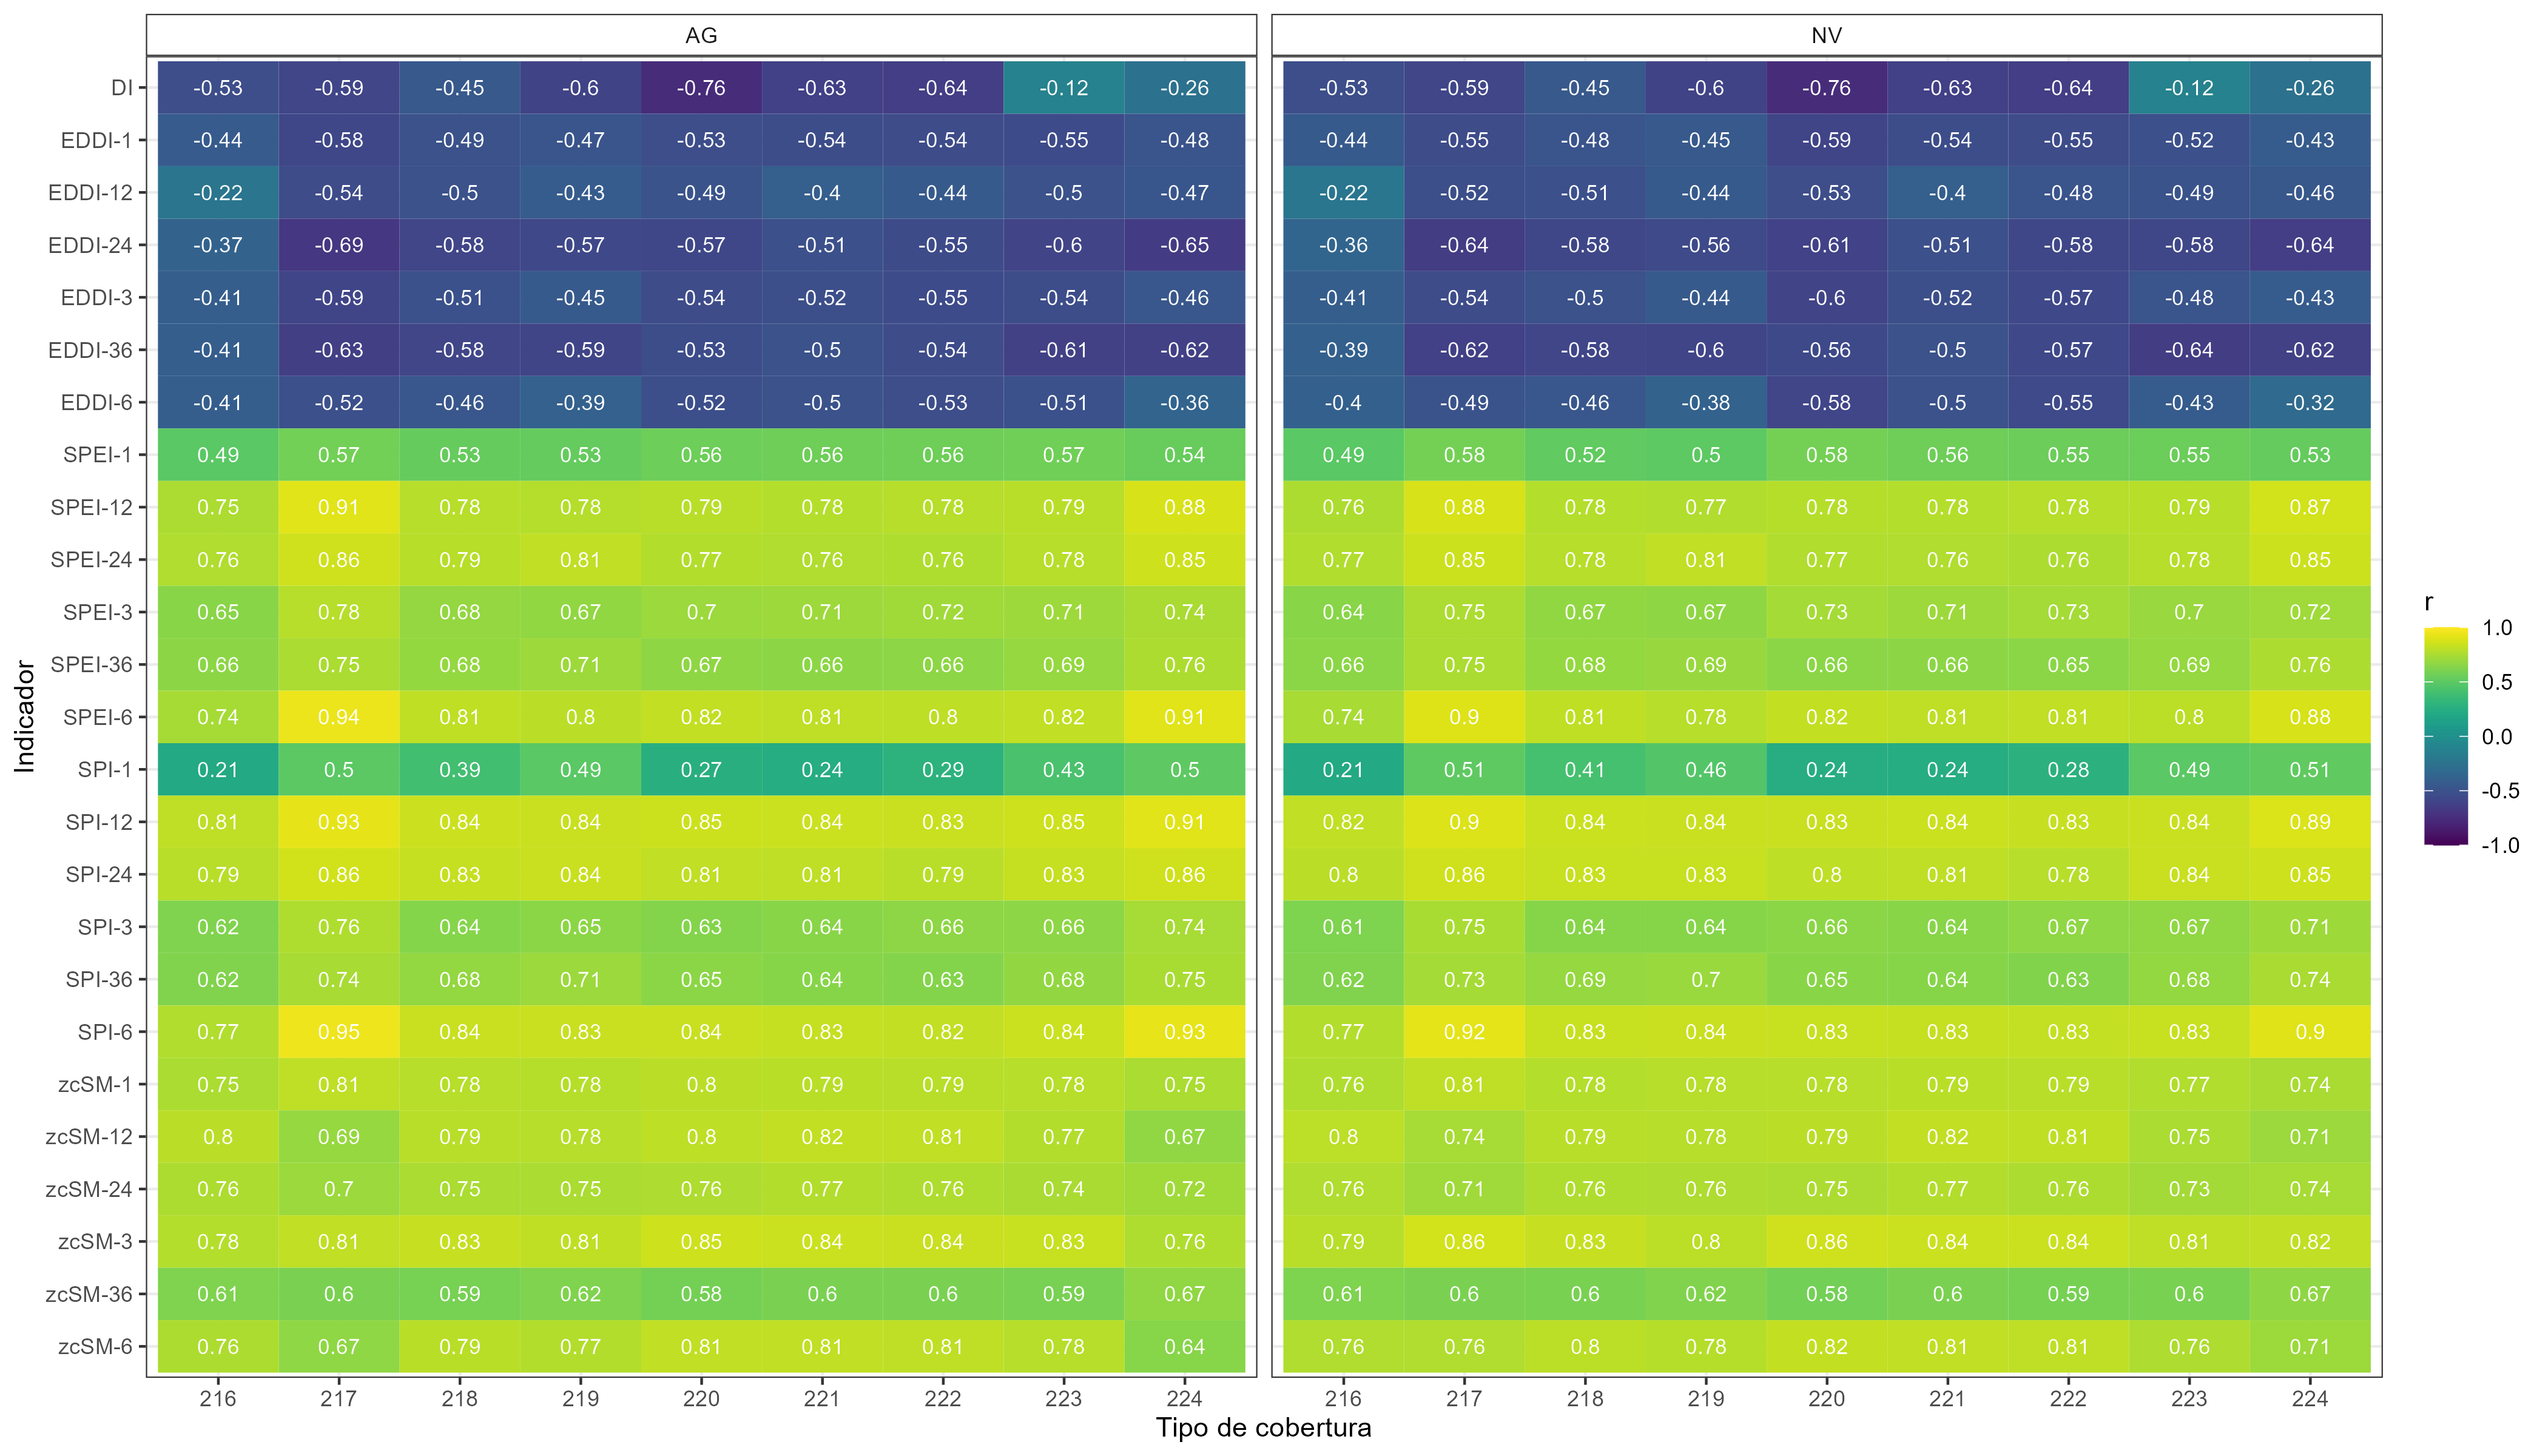 AG NV
DI -0.53 -0.59 -0.45 -0.6 -0.76 -0.63 -0.64 -0.12 -0.26 -0.53 -0.59 -0.45 -0.6 -0.76 -0.63 -0.64 -0.12 -0.26
EDDI-1 -0.44 -0.58 -0.49 -0.47 -0.53 -0.54 -0.54 -0.55 -0.48 -0.44 -0.55 -0.48 -0.45 -0.59 -0.54 -0.55 -0.52 -0.43
EDDI-12 -0.22 -0.54 -0.5 -0.43 -0.49 -0.4 -0.44 -0.5 -0.47 -0.22 -0.52 -0.51 -0.44 -0.53 -0.4 -0.48 -0.49 -0.46
EDDI-24 -0.37 -0.69 -0.58 -0.57 -0.57 -0.51 -0.55 -0.6 -0.65 -0.36 -0.64 -0.58 -0.56 -0.61 -0.51 -0.58 -0.58 -0.64
EDDI-3 -0.41 -0.59 -0.51 -0.45 -0.54 -0.52 -0.55 -0.54 -0.46 -0.41 -0.54 -0.5 -0.44 -0.6 -0.52 -0.57 -0.48 -0.43
EDDI-36 -0.41 -0.63 -0.58 -0.59 -0.53 -0.5 -0.54 -0.61 -0.62 -0.39 -0.62 -0.58 -0.6 -0.56 -0.5 -0.57 -0.64 -0.62
EDDI-6 -0.41 -0.52 -0.46 -0.39 -0.52 -0.5 -0.53 -0.51 -0.36 -0.4 -0.49 -0.46 -0.38 -0.58 -0.5 -0.55 -0.43 -0.32
SPEI-1 0.49 0.57 0.53 0.53 0.56 0.56 0.56 0.57 0.54 0.49 0.58 0.52 0.5 0.58 0.56 0.55 0.55 0.53
SPEI-12 0.75 0.91 0.78 0.78 0.79 0.78 0.78 0.79 0.88 0.76 0.88 0.78 0.77 0.78 0.78 0.78 0.79 0.87
SPEI-24 0.76 0.86 0.79 0.81 0.77 0.76 0.76 0.78 0.85 0.77 0.85 0.78 0.81 0.77 0.76 0.76 0.78 0.85
SPEI-3 0.65 0.78 0.68 0.67 0.7 0.71 0.72 0.71 0.74 0.64 0.75 0.67 0.67 0.73 0.71 0.73 0.7 0.72
SPEI-36 0.66 0.75 0.68 0.71 0.67 0.66 0.66 0.69 0.76 0.66 0.75 0.68 0.69 0.66 0.66 0.65 0.69 0.76
SPEI-6 0.74 0.94 0.81 0.8 0.82 0.81 0.8 0.82 0.91 0.74 0.9 0.81 0.78 0.82 0.81 0.81 0.8 0.88
SPI-1 0.21 0.5 0.39 0.49 0.27 0.24 0.29 0.43 0.5 0.21 0.51 0.41 0.46 0.24 0.24 0.28 0.49 0.51
SPI-12 0.81 0.93 0.84 0.84 0.85 0.84 0.83 0.85 0.91 0.82 0.9 0.84 0.84 0.83 0.84 0.83 0.84 0.89
SPI-24 0.79 0.86 0.83 0.84 0.81 0.81 0.79 0.83 0.86 0.8 0.86 0.83 0.83 0.8 0.81 0.78 0.84 0.85
SPI-3 0.62 0.76 0.64 0.65 0.63 0.64 0.66 0.66 0.74 0.61 0.75 0.64 0.64 0.66 0.64 0.67 0.67 0.71
SPI-36 0.62 0.74 0.68 0.71 0.65 0.64 0.63 0.68 0.75 0.62 0.73 0.69 0.7 0.65 0.64 0.63 0.68 0.74
SPI-6 0.77 0.95 0.84 0.83 0.84 0.83 0.82 0.84 0.93 0.77 0.92 0.83 0.84 0.83 0.83 0.83 0.83 0.9
zcSM-1 0.75 0.81 0.78 0.78 0.8 0.79 0.79 0.78 0.75 0.76 0.81 0.78 0.78 0.78 0.79 0.79 0.77 0.74
zcSM-12 0.8 0.69 0.79 0.78 0.8 0.82 0.81 0.77 0.67 0.8 0.74 0.79 0.78 0.79 0.82 0.81 0.75 0.71
zcSM-24 0.76 0.7 0.75 0.75 0.76 0.77 0.76 0.74 0.72 0.76 0.71 0.76 0.76 0.75 0.77 0.76 0.73 0.74
zcSM-3 0.78 0.81 0.83 0.81 0.85 0.84 0.84 0.83 0.76 0.79 0.86 0.83 0.8 0.86 0.84 0.84 0.81 0.82
zcSM-36 0.61 0.6 0.59 0.62 0.58 0.6 0.6 0.59 0.67 0.61 0.6 0.6 0.62 0.58 0.6 0.59 0.6 0.67
zcSM-6 0.76 0.67 0.79 0.77 0.81 0.81 0.81 0.78 0.64 0.76 0.76 0.8 0.78 0.82 0.81 0.81 0.76 0.71
216 217 218 219 220 221 222 223 224 216 217 218 219 220 221 222 223 224
Tipo de cobertura
Indicador
r
1.0
0.5
0.0
-0.5
-1.0